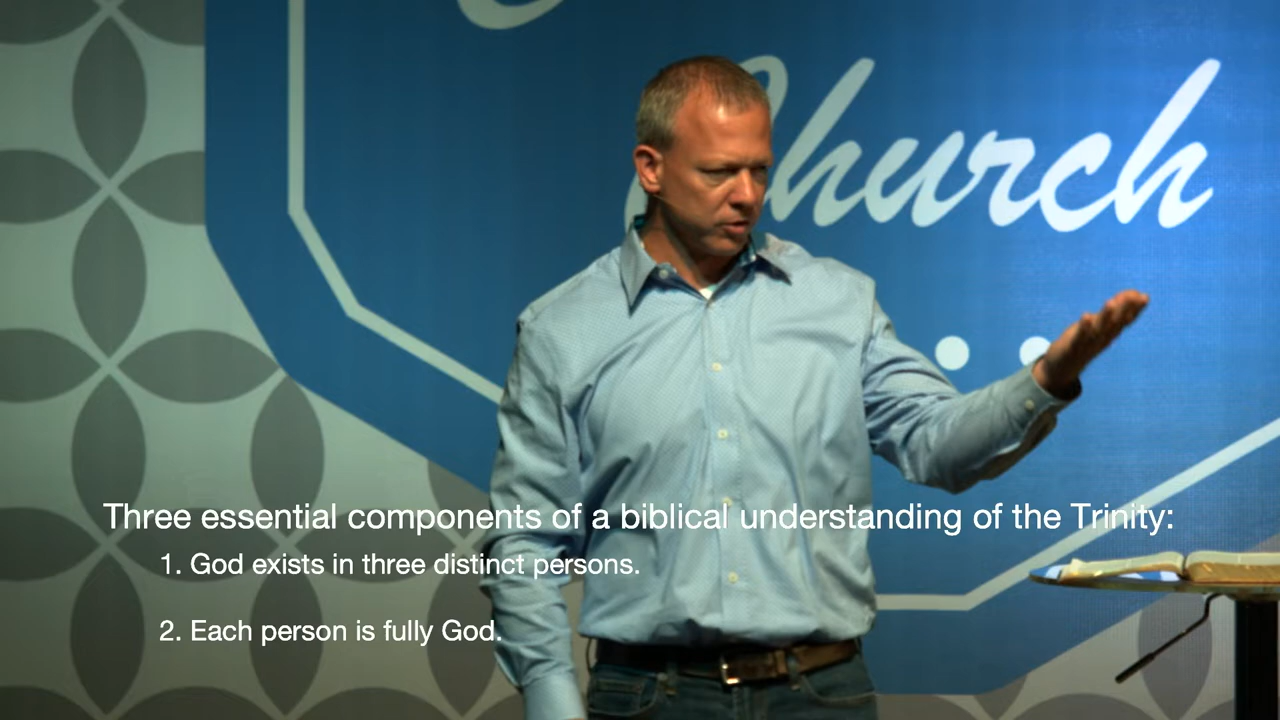 Church
Three essential components of a biblical understanding of the Trinity:
1. God exists in three distinct persons.
2. Each person is fully God.